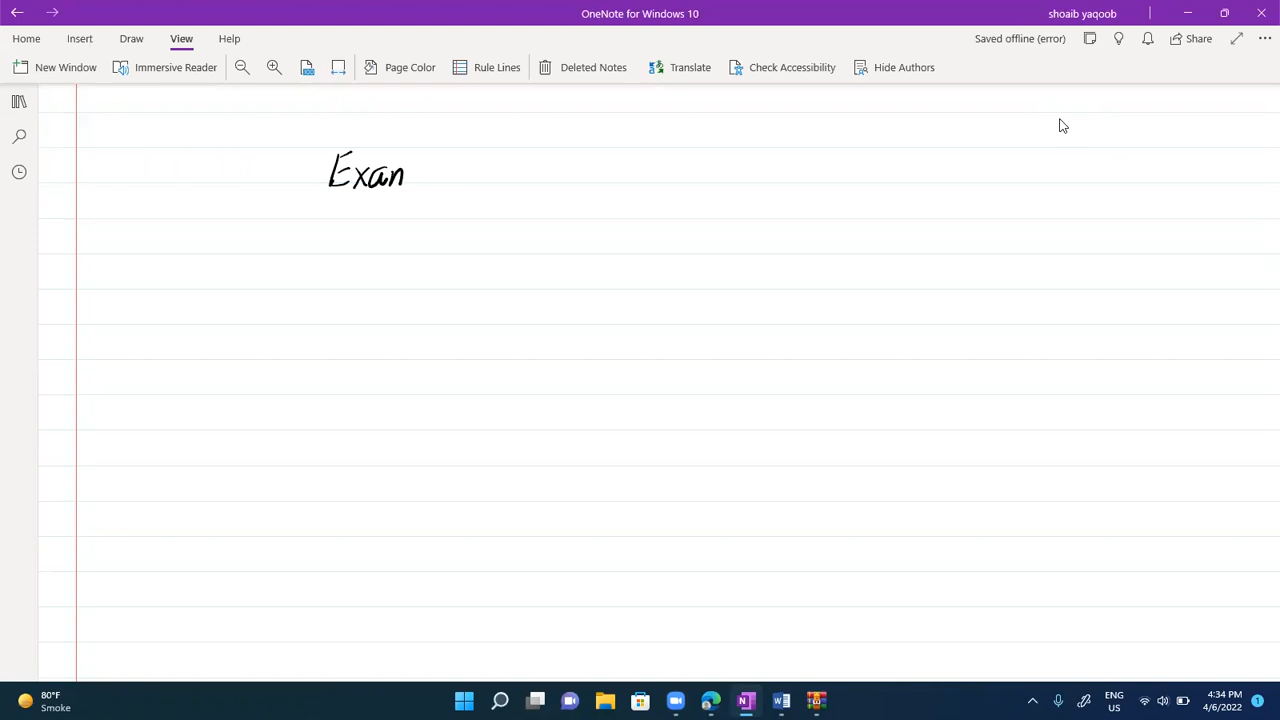 OneNote for Windows 10
shoaib yaqoob
Home Insert Draw View Help
Saved offline (error) Share
New Window Immersive Reader Page Color Rule Lines Deleted Notes Translate Check Accessibility Hide Authors
Exan
80°F
Smoke
ENG
US
4:34 PM
4/6/2022
1